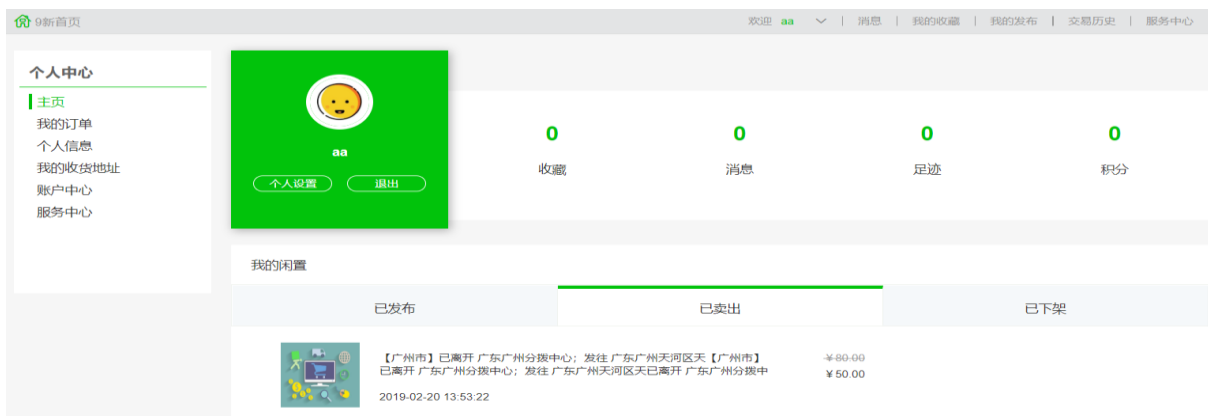 9新首页
欢迎 aa | 消息 | 我的收藏 | 我的发布 | 交易历史 | 服务中心
个人中心
主页
我的订单
个人信息
我的收货地址
账户中心
服务中心
aa
个人设置 退出
0 0 0 0
收藏 消息 足迹 积分
我的闲置
已发布 已卖出 已下架
【广州市】已离开 广东广州分拨中心；发往 广东广州天河区天【广州市】 ￥80.00
已离开 广东广州分拨中心；发往 广东广州天河区天已离开 广东广州分拨中 ￥50.00
2019-02-20 13:53:22